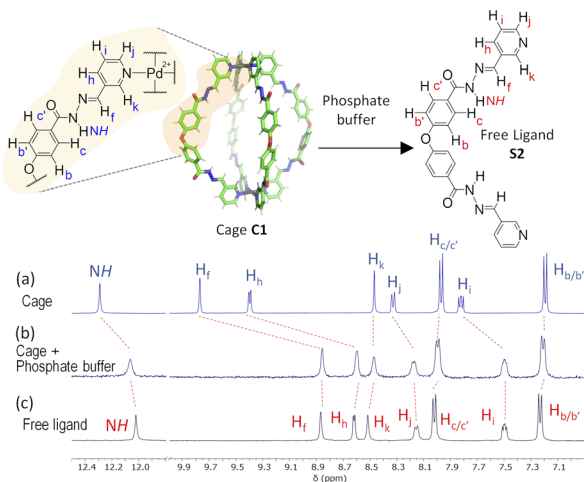 H i
H j
H h
N
Pd 2+
H k
N
H f
N
H
NH
O
c' H
H c
b' H
H b
O
Cage C1
Phosphate
buffer
H i
H j
H h
N
H k
N
H f
N
H
NH
O
c' H
H c
b' H
H b
O
Free Ligand
S2
O
N
H
N
H
N
(a)
Cage
NH
Hf
Hh
Hk
Hj
Hc/c'
Hi
Hb/b'
(b)
Cage +
Phosphate buffer
(c)
Free ligand
NH
Hf
Hh
Hk
Hj
Hc/c'
Hi
Hb/b'
12.4 12.0 9.9 9.7 9.5 9.3 9.1 8.9 8.7 8.5 8.3 8.1 7.9 7.7 7.5 7.3 7.1
δ (ppm)